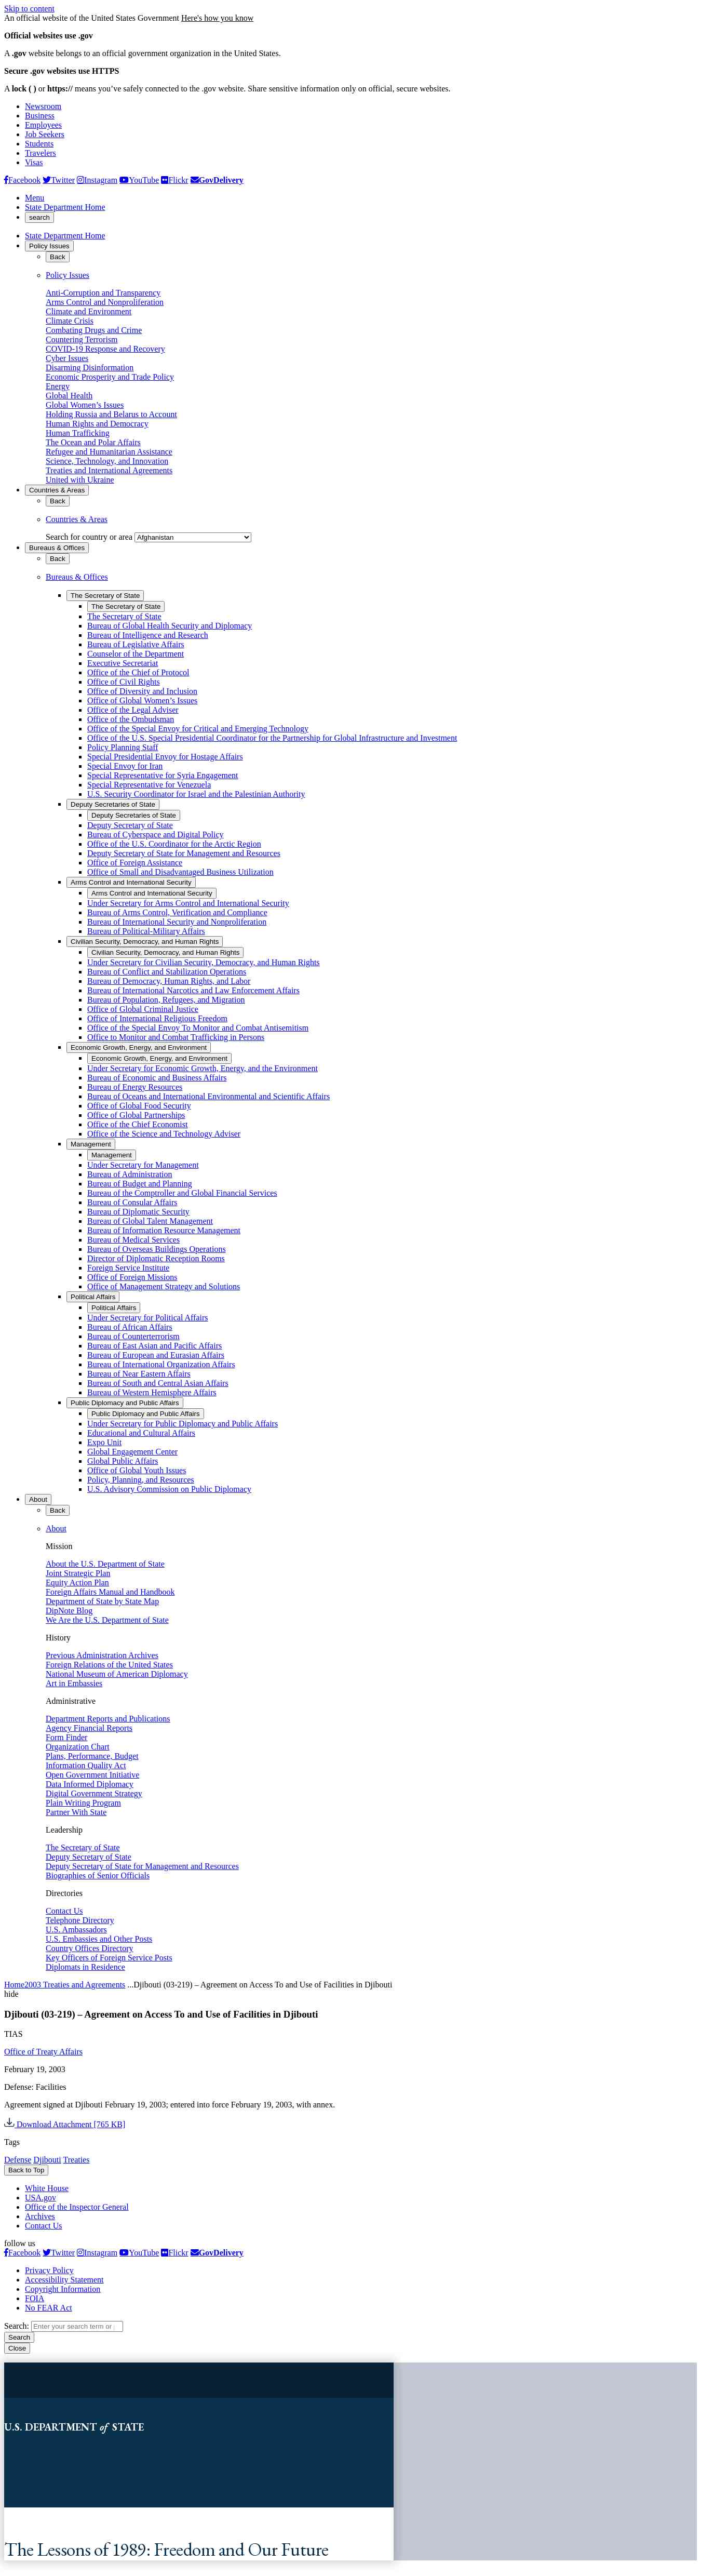 Skip to content
An official website of the United States Government Here's how you know
Official websites use .gov
A .gov website belongs to an official government organization in the United States.
Secure .gov websites use HTTPS
A lock ( ) or https:// means you’ve safely connected to the .gov website. Share sensitive information only on official, secure websites.
Newsroom
Business
Employees
Job Seekers
Students
Travelers
Visas
Facebook Twitter Instagram YouTube Flickr GovDelivery
Menu
State Department Home
search
State Department Home
Policy Issues
Back
Policy Issues
Anti-Corruption and Transparency
Arms Control and Nonproliferation
Climate and Environment
Climate Crisis
Combating Drugs and Crime
Countering Terrorism
COVID-19 Response and Recovery
Cyber Issues
Disarming Disinformation
Economic Prosperity and Trade Policy
Energy
Global Health
Global Women’s Issues
Holding Russia and Belarus to Account
Human Rights and Democracy
Human Trafficking
The Ocean and Polar Affairs
Refugee and Humanitarian Assistance
Science, Technology, and Innovation
Treaties and International Agreements
United with Ukraine
Countries & Areas
Back
Countries & Areas
Search for country or area Afghanistan
Bureaus & Offices
Back
Bureaus & Offices
The Secretary of State
The Secretary of State
The Secretary of State
Bureau of Global Health Security and Diplomacy
Bureau of Intelligence and Research
Bureau of Legislative Affairs
Counselor of the Department
Executive Secretariat
Office of the Chief of Protocol
Office of Civil Rights
Office of Diversity and Inclusion
Office of Global Women’s Issues
Office of the Legal Adviser
Office of the Ombudsman
Office of the Special Envoy for Critical and Emerging Technology
Office of the U.S. Special Presidential Coordinator for the Partnership for Global Infrastructure and Investment
Policy Planning Staff
Special Presidential Envoy for Hostage Affairs
Special Envoy for Iran
Special Representative for Syria Engagement
Special Representative for Venezuela
U.S. Security Coordinator for Israel and the Palestinian Authority
Deputy Secretaries of State
Deputy Secretaries of State
Deputy Secretary of State
Bureau of Cyberspace and Digital Policy
Office of the U.S. Coordinator for the Arctic Region
Deputy Secretary of State for Management and Resources
Office of Foreign Assistance
Office of Small and Disadvantaged Business Utilization
Arms Control and International Security
Arms Control and International Security
Under Secretary for Arms Control and International Security
Bureau of Arms Control, Verification and Compliance
Bureau of International Security and Nonproliferation
Bureau of Political-Military Affairs
Civilian Security, Democracy, and Human Rights
Civilian Security, Democracy, and Human Rights
Under Secretary for Civilian Security, Democracy, and Human Rights
Bureau of Conflict and Stabilization Operations
Bureau of Democracy, Human Rights, and Labor
Bureau of International Narcotics and Law Enforcement Affairs
Bureau of Population, Refugees, and Migration
Office of Global Criminal Justice
Office of International Religious Freedom
Office of the Special Envoy To Monitor and Combat Antisemitism
Office to Monitor and Combat Trafficking in Persons
Economic Growth, Energy, and Environment
Economic Growth, Energy, and Environment
Under Secretary for Economic Growth, Energy, and the Environment
Bureau of Economic and Business Affairs
Bureau of Energy Resources
Bureau of Oceans and International Environmental and Scientific Affairs
Office of Global Food Security
Office of Global Partnerships
Office of the Chief Economist
Office of the Science and Technology Adviser
Management
Management
Under Secretary for Management
Bureau of Administration
Bureau of Budget and Planning
Bureau of the Comptroller and Global Financial Services
Bureau of Consular Affairs
Bureau of Diplomatic Security
Bureau of Global Talent Management
Bureau of Information Resource Management
Bureau of Medical Services
Bureau of Overseas Buildings Operations
Director of Diplomatic Reception Rooms
Foreign Service Institute
Office of Foreign Missions
Office of Management Strategy and Solutions
Political Affairs
Political Affairs
Under Secretary for Political Affairs
Bureau of African Affairs
Bureau of Counterterrorism
Bureau of East Asian and Pacific Affairs
Bureau of European and Eurasian Affairs
Bureau of International Organization Affairs
Bureau of Near Eastern Affairs
Bureau of South and Central Asian Affairs
Bureau of Western Hemisphere Affairs
Public Diplomacy and Public Affairs
Public Diplomacy and Public Affairs
Under Secretary for Public Diplomacy and Public Affairs
Educational and Cultural Affairs
Expo Unit
Global Engagement Center
Global Public Affairs
Office of Global Youth Issues
Policy, Planning, and Resources
U.S. Advisory Commission on Public Diplomacy
About
Back
About
Mission
About the U.S. Department of State
Joint Strategic Plan
Equity Action Plan
Foreign Affairs Manual and Handbook
Department of State by State Map
DipNote Blog
We Are the U.S. Department of State
History
Previous Administration Archives
Foreign Relations of the United States
National Museum of American Diplomacy
Art in Embassies
Administrative
Department Reports and Publications
Agency Financial Reports
Form Finder
Organization Chart
Plans, Performance, Budget
Information Quality Act
Open Government Initiative
Data Informed Diplomacy
Digital Government Strategy
Plain Writing Program
Partner With State
Leadership
The Secretary of State
Deputy Secretary of State
Deputy Secretary of State for Management and Resources
Biographies of Senior Officials
Directories
Contact Us
Telephone Directory
U.S. Ambassadors
U.S. Embassies and Other Posts
Country Offices Directory
Key Officers of Foreign Service Posts
Diplomats in Residence
Home2003 Treaties and Agreements ...Djibouti (03-219) – Agreement on Access To and Use of Facilities in Djibouti
hide
Djibouti (03-219) – Agreement on Access To and Use of Facilities in Djibouti
TIAS
Office of Treaty Affairs
February 19, 2003
Defense: Facilities
Agreement signed at Djibouti February 19, 2003; entered into force February 19, 2003, with annex.
Download Attachment [765 KB]
Tags
Defense Djibouti Treaties
Back to Top
White House
USA.gov
Office of the Inspector General
Archives
Contact Us
follow us
Facebook Twitter Instagram YouTube Flickr GovDelivery
Privacy Policy
Accessibility Statement
Copyright Information
FOIA
No FEAR Act
Search: Enter your search term or
Search
Close
U.S. DEPARTMENT of STATE
The Lessons of 1989: Freedom and Our Future